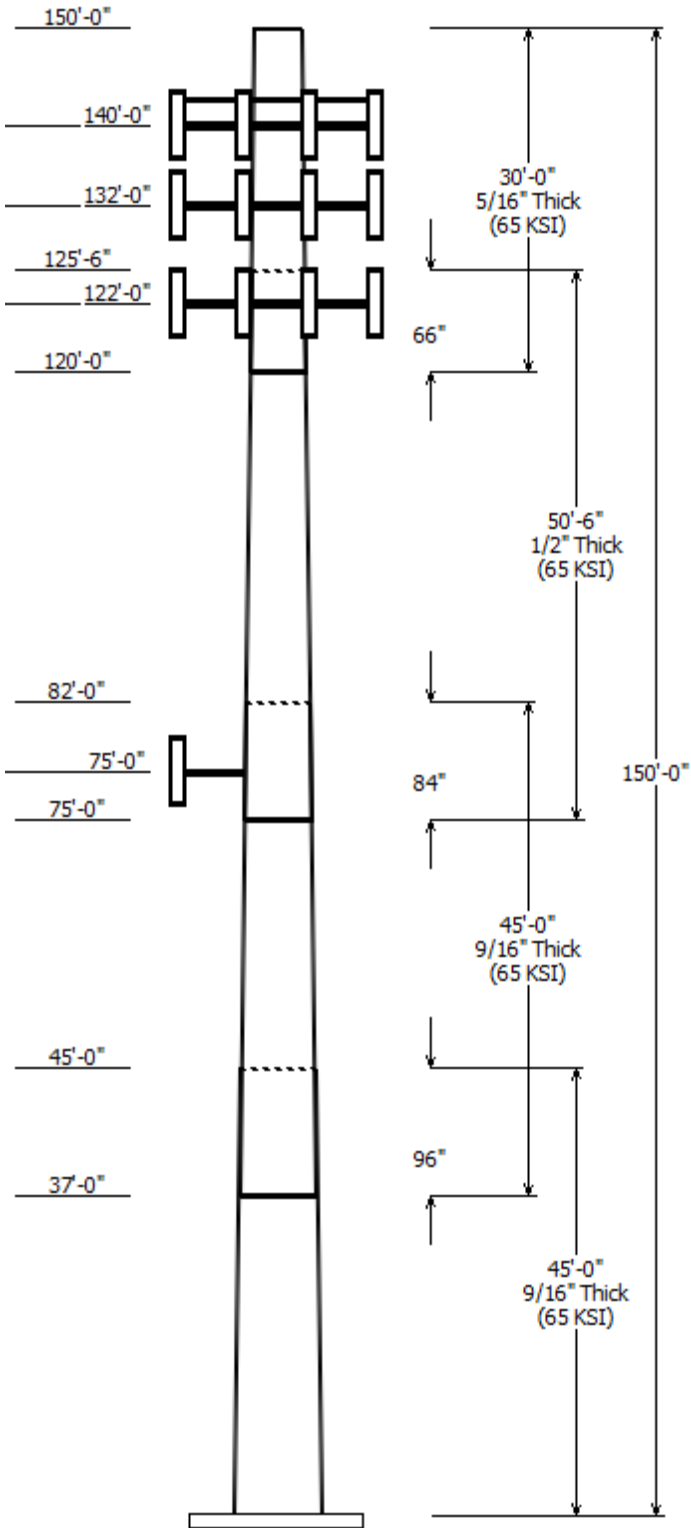 150'-0"
140'-0"
132'-0"
125'-6"
122'-0"
120'-0"
82'-0"
75'-0"
75'-0"
45'-0"
37'-0"
66"
84"
96"
30'-0"
5/16" Thick
(65 KSI)
50'-6"
1/2" Thick
(65 KSI)
45'-0"
9/16" Thick
(65 KSI)
45'-0"
9/16" Thick
(65 KSI)
150'-0"